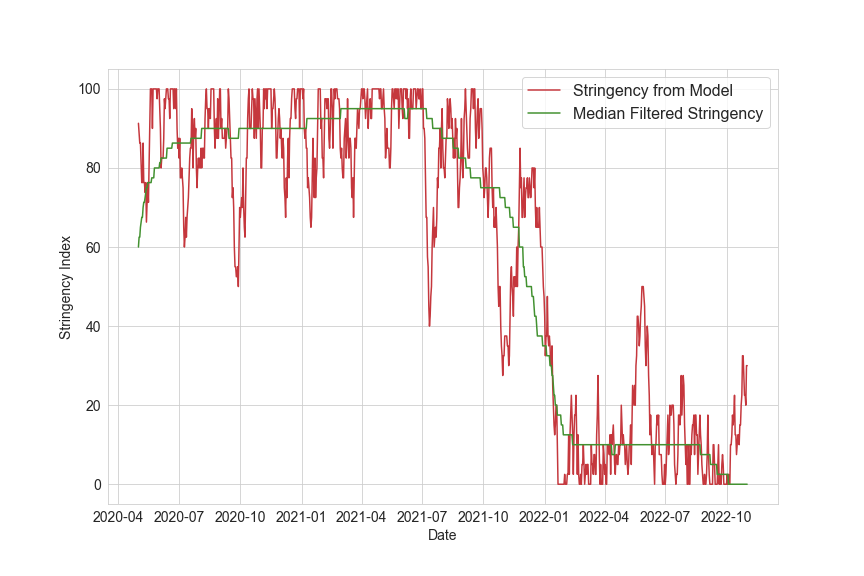 Stringency from Model
Median Filtered Stringency
100
80
60
40
20
0
Stringency Index
2020-04 2020-07 2020-10 2021-01 2021-04 2021-07 2021-10 2022-01 2022-04 2022-07 2022-10
Date